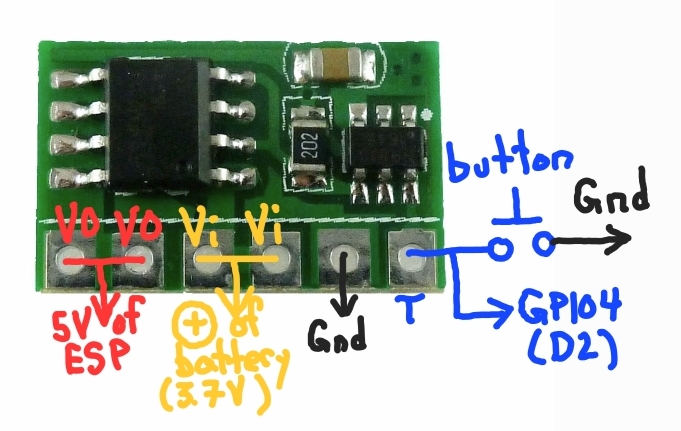 202
button
Gnd
VO VO Vi Vi
T
5V of
ESP
+ of
battery
(3.7V)
Gnd
GPIO4
(D2)